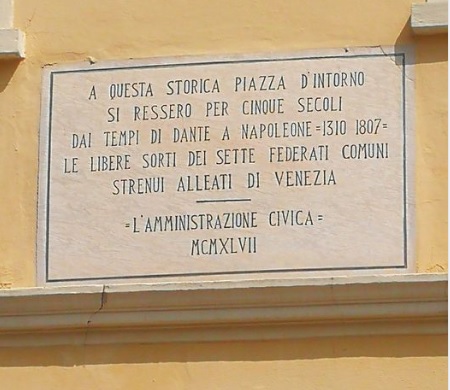 A QUESTA STORICA PIAZZA D'INTORNO
SI RESSERO PER CINQUE SECOLI
DAI TEMPI DI DANTE A NAPOLEONE =1310 1807=
LE LIBERE SORTI DEI SETTE FEDERATI COMUNI
STRENUI ALLEATI DI VENEZIA
=L'AMMINISTRAZIONE CIVICA=
MCMXLVII